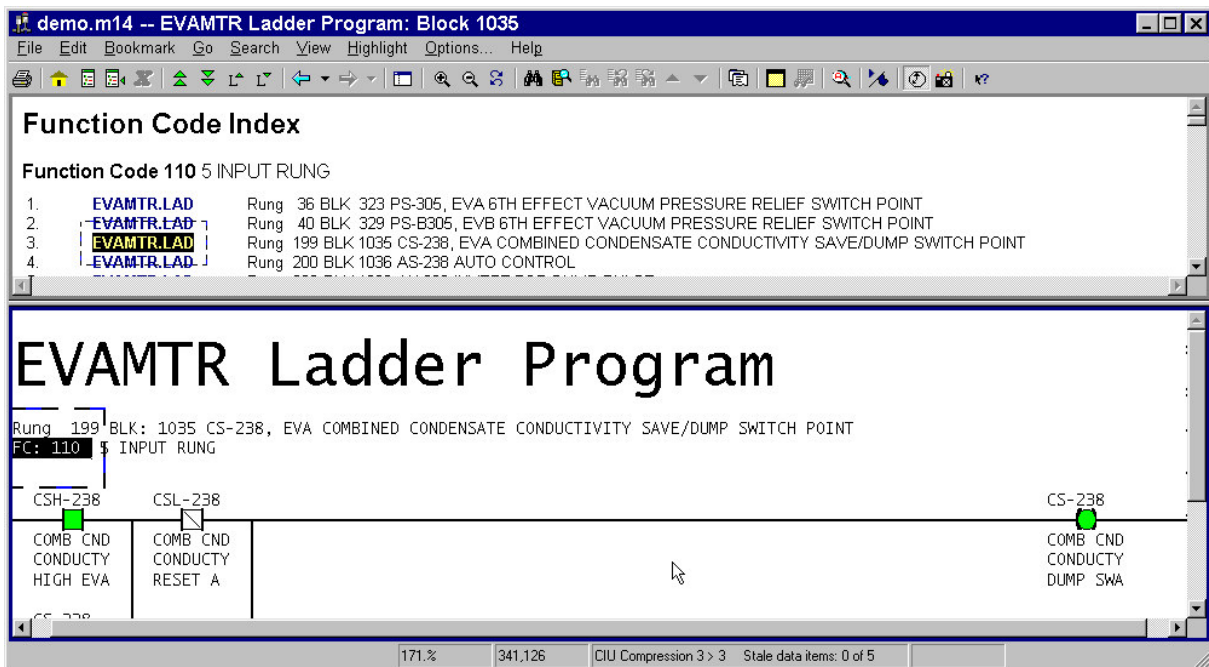 demo.m14 -- EVAMTR Ladder Program: Block 1035
File Edit Bookmark Go Search View Highlight Options... Help
Function Code Index
Function Code 110 5 INPUT RUNG
1. EVAMTR.LAD Rung 36 BLK 323 PS-305, EVA 6TH EFFECT VACUUM PRESSURE RELIEF SWITCH POINT
2. EVAMTR.LAD Rung 40 BLK 329 PS-B305, EVB 6TH EFFECT VACUUM PRESSURE RELIEF SWITCH POINT
3. EVAMTR.LAD Rung 199 BLK 1035 CS-238, EVA COMBINED CONDENSATE CONDUCTIVITY SAVE/DUMP SWITCH POINT
4. EVAMTR.LAD Rung 200 BLK 1036 AS-238 AUTO CONTROL
EVAMTR Ladder Program
Rung 199 BLK: 1035 CS-238, EVA COMBINED CONDENSATE CONDUCTIVITY SAVE/DUMP SWITCH POINT
FC: 110 5 INPUT RUNG
CSH-238 CSL-238 CS-238
COMB CND COMB CND COMB CND
CONDUCTY CONDUCTY CONDUCTY
HIGH EVA RESET A DUMP SWA
171.% 341,126 CIU Compression 3 > 3 Stale data items: 0 of 5